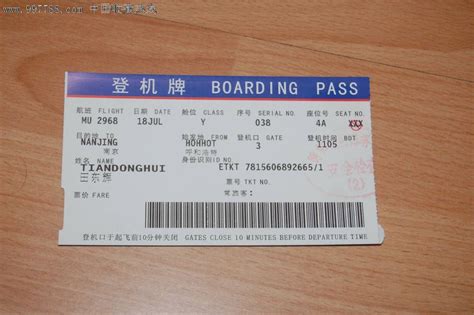 www.997788.com 中国收藏热线
登机牌 BOARDING PASS
航班 FLIGHT 日期 DATE 舱位 CLASS 序号 SERIAL NO. 座位号 SEAT NO.
MU 2968 18JUL Y 038 4A XXX
目的地 TO 始发地 FROM 登机口 GATE 登机时间 BDT
NANJING HOHHOT 3 1105
南京 呼和浩特
姓名 NAME 身份识别ID NO.
TIANDONGHUI ETKT 7815606892665/1
田东辉
票号 TKT NO.
票价 FARE 常旅客:
登机口于起飞前10分钟关闭 GATES CLOSE 10 MINUTES BEFORE DEPARTURE TIME
(2)